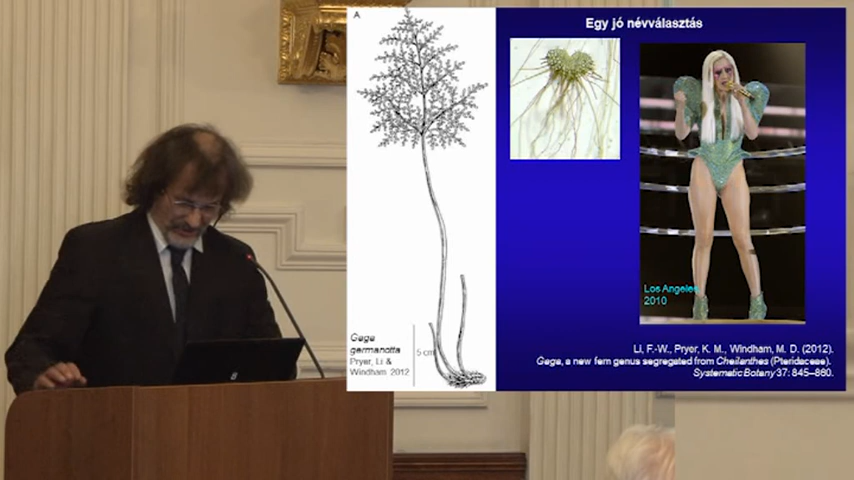 A
Egy jó névválasztás
Los Angeles
2010
Gaga
germanotta
Pryer, Li &
Windham 2012
5 cm
Li, F.-W., Pryer, K. M., Windham, M. D. (2012).
Gaga, a new fern genus segregated from Cheilanthes (Pteridaceae).
Systematic Botany 37: 845–860.